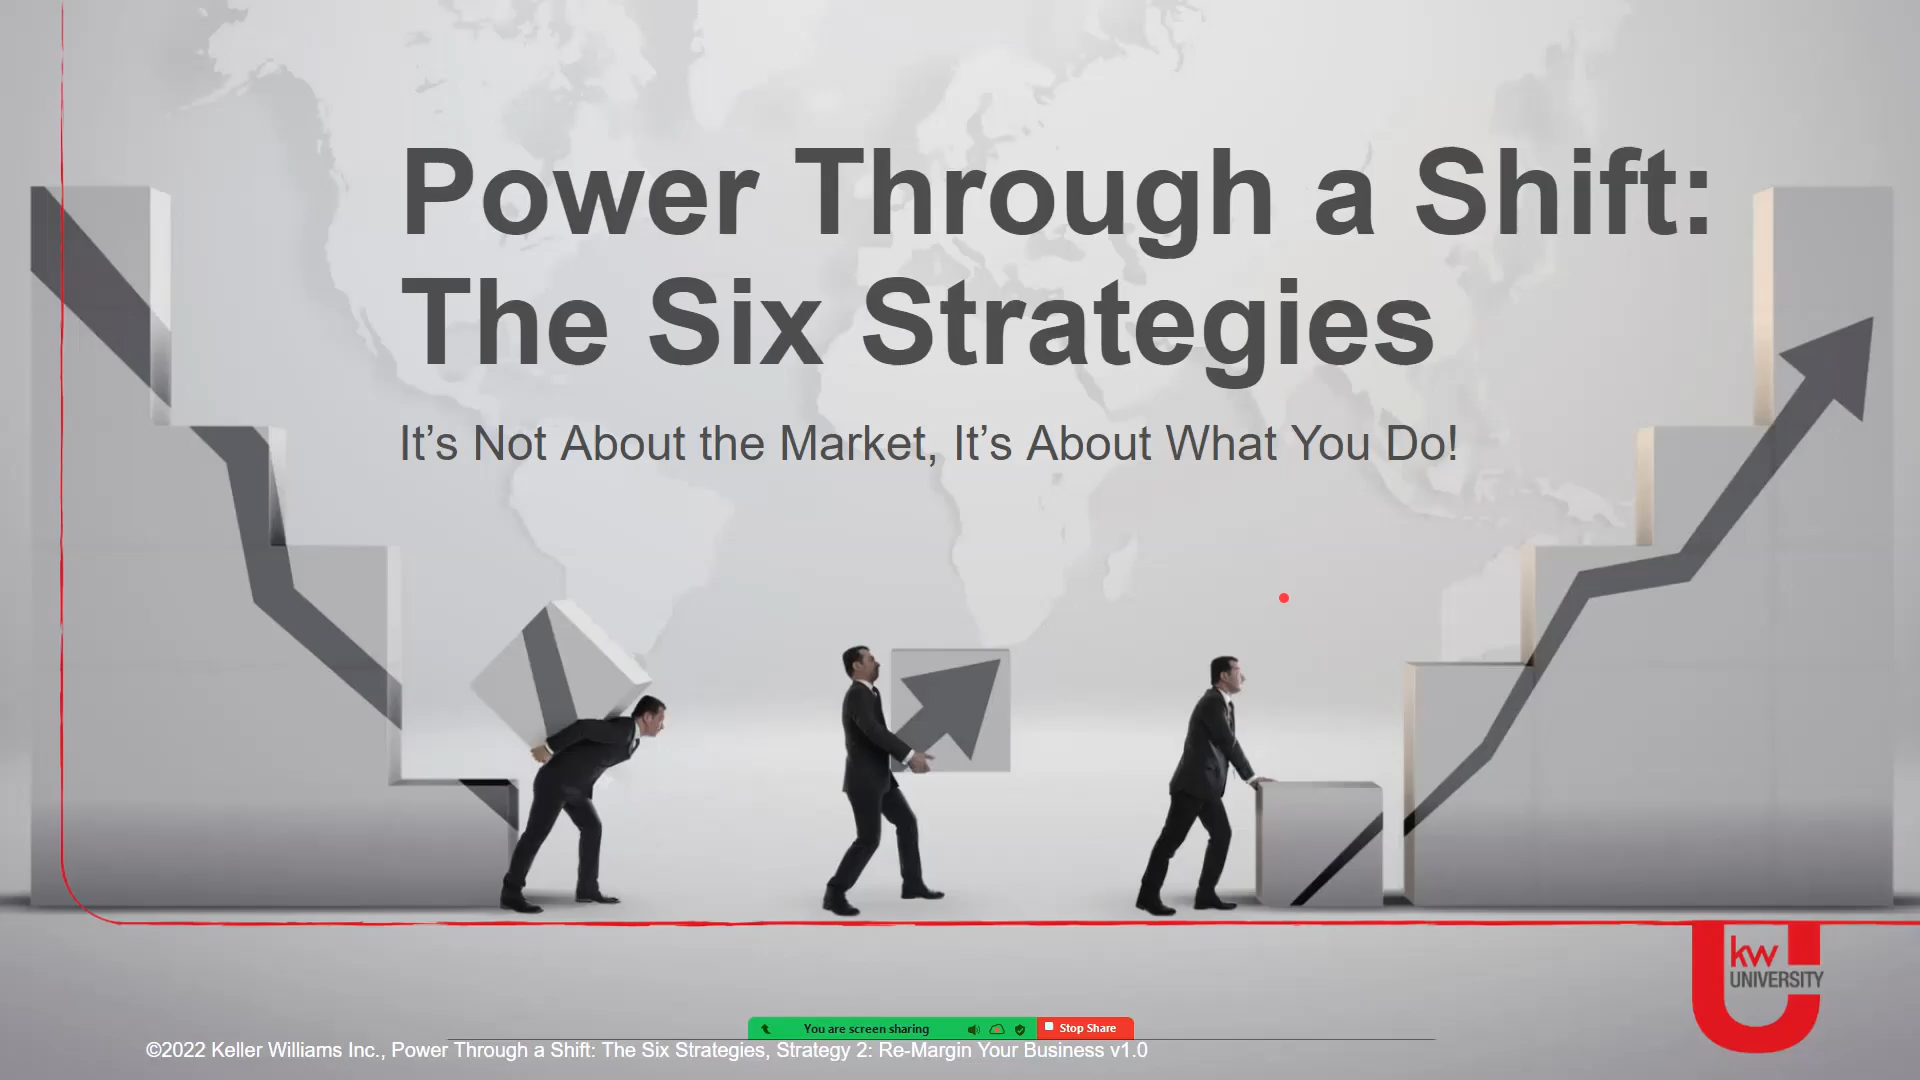 Power Through a Shift:
The Six Strategies
It’s Not About the Market, It’s About What You Do!
kw
UNIVERSITY
You are screen sharing
Stop Share
©2022 Keller Williams Inc., Power Through a Shift: The Six Strategies, Strategy 2: Re-Margin Your Business v1.0